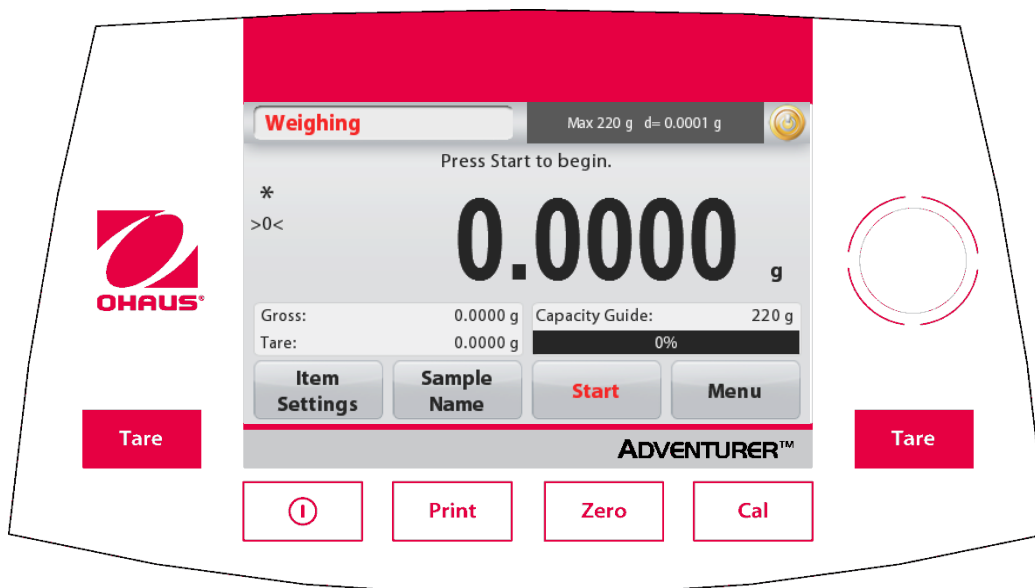 Weighing
Max 220 g d= 0.0001 g
Press Start to begin.
*
>0<
0.0000 g
OHAUS®
Gross: 0.0000 g
Tare: 0.0000 g
Capacity Guide: 220 g
0%
Item
Settings
Sample
Name
Start
Menu
Tare
ADVENTURER™
Tare
Print
Zero
Cal